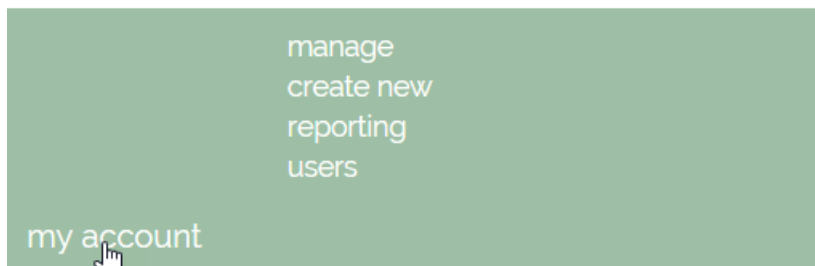 manage
create new
reporting
users
my account